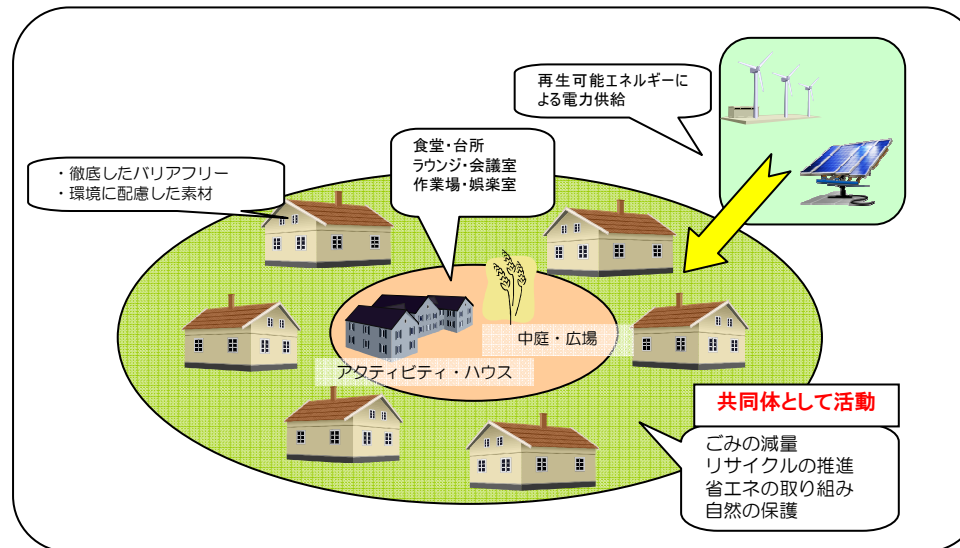 再生可能エネルギーに
よる電力供給
食堂・台所
ラウンジ・会議室
作業場・娯楽室
・徹底したバリアフリー
・環境に配慮した素材
中庭・広場
アクティビティ・ハウス
共同体として活動
ごみの減量
リサイクルの推進
省エネの取り組み
自然の保護